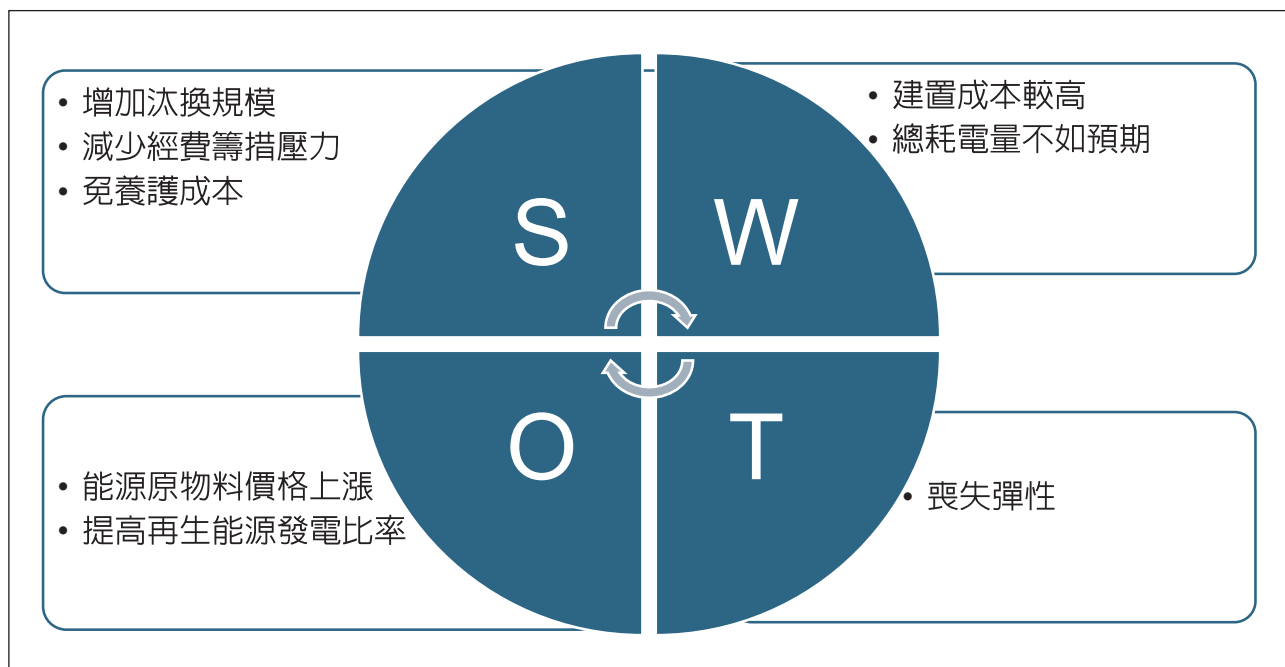 • 增加汰換規模
• 減少經費籌措壓力
• 免養護成本
S
• 建置成本較高
• 總耗電量不如預期
W
• 能源原物料價格上漲
• 提高再生能源發電比率
O
• 喪失彈性
T